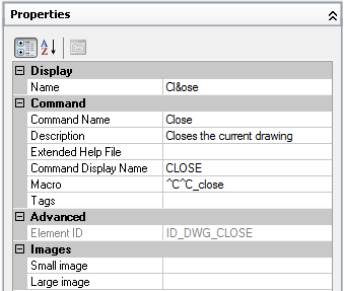 Properties
Display
Name Cl&ose
Command
Command Name Close
Description Closes the current drawing
Extended Help File
Command Display Name CLOSE
Macro ^C^C_close
Tags
Advanced
Element ID ID_DWG_CLOSE
Images
Small image
Large image